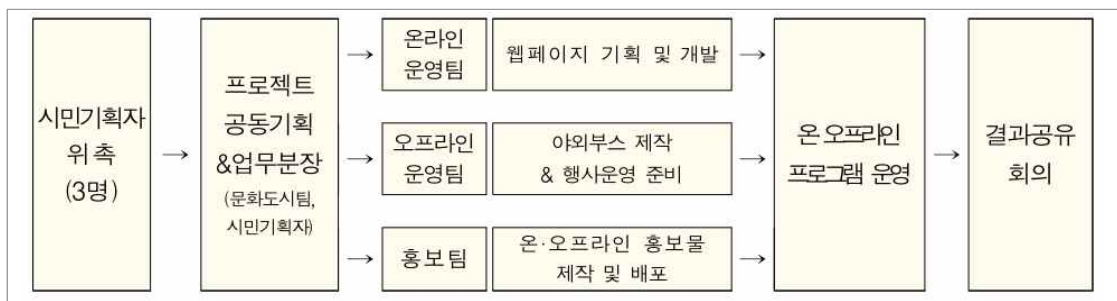 시민기획자
위촉
(3명)
→
프로젝트
공동기획
&업무분장
(문화도시팀,
시민기획자)
→
온라인
운영팀
웹페이지 기획 및 개발
→
→
오프라인
운영팀
야외부스 제작
& 행사운영 준비
→
→
홍보팀
온·오프라인 홍보물
제작 및 배포
→
온 오프라인
프로그램 운영
→
결과공유
회의